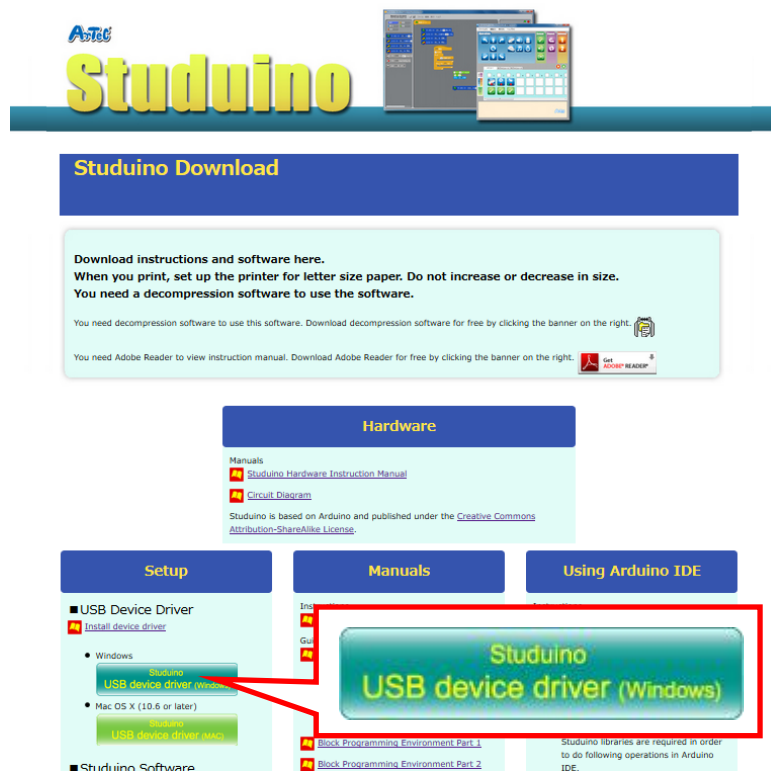 ArTeC
Studuino
Studuino Download
Download instructions and software here.
When you print, set up the printer for letter size paper. Do not increase or decrease in size.
You need a decompression software to use the software.
You need decompression software to use this software. Download decompression software for free by clicking the banner on the right.
You need Adobe Reader to view instruction manual. Download Adobe Reader for free by clicking the banner on the right.
Get
ADOBE® READER®
Hardware
Manuals
Studuino Hardware Instruction Manual
Circuit Diagram
Studuino is based on Arduino and published under the Creative Commons
Attribution-ShareAlike License.
Setup
■USB Device Driver
Install device driver
• Windows
Studuino
USB device driver (Windows)
• Mac OS X (10.6 or later)
Studuino
USB device driver (MAC)
■Studuino Software
Manuals
Studuino
USB device driver (Windows)
Block Programming Environment Part 1
Block Programming Environment Part 2
Using Arduino IDE
Studuino libraries are required in order
to do following operations in Arduino
IDE.